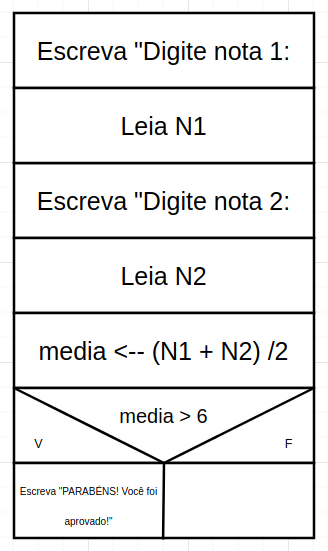 Escreva "Digite nota 1:
Leia N1
Escreva "Digite nota 2:
Leia N2
media <-- (N1 + N2) /2
media > 6
V
F
Escreva "PARABÉNS! Você foi
aprovado!"